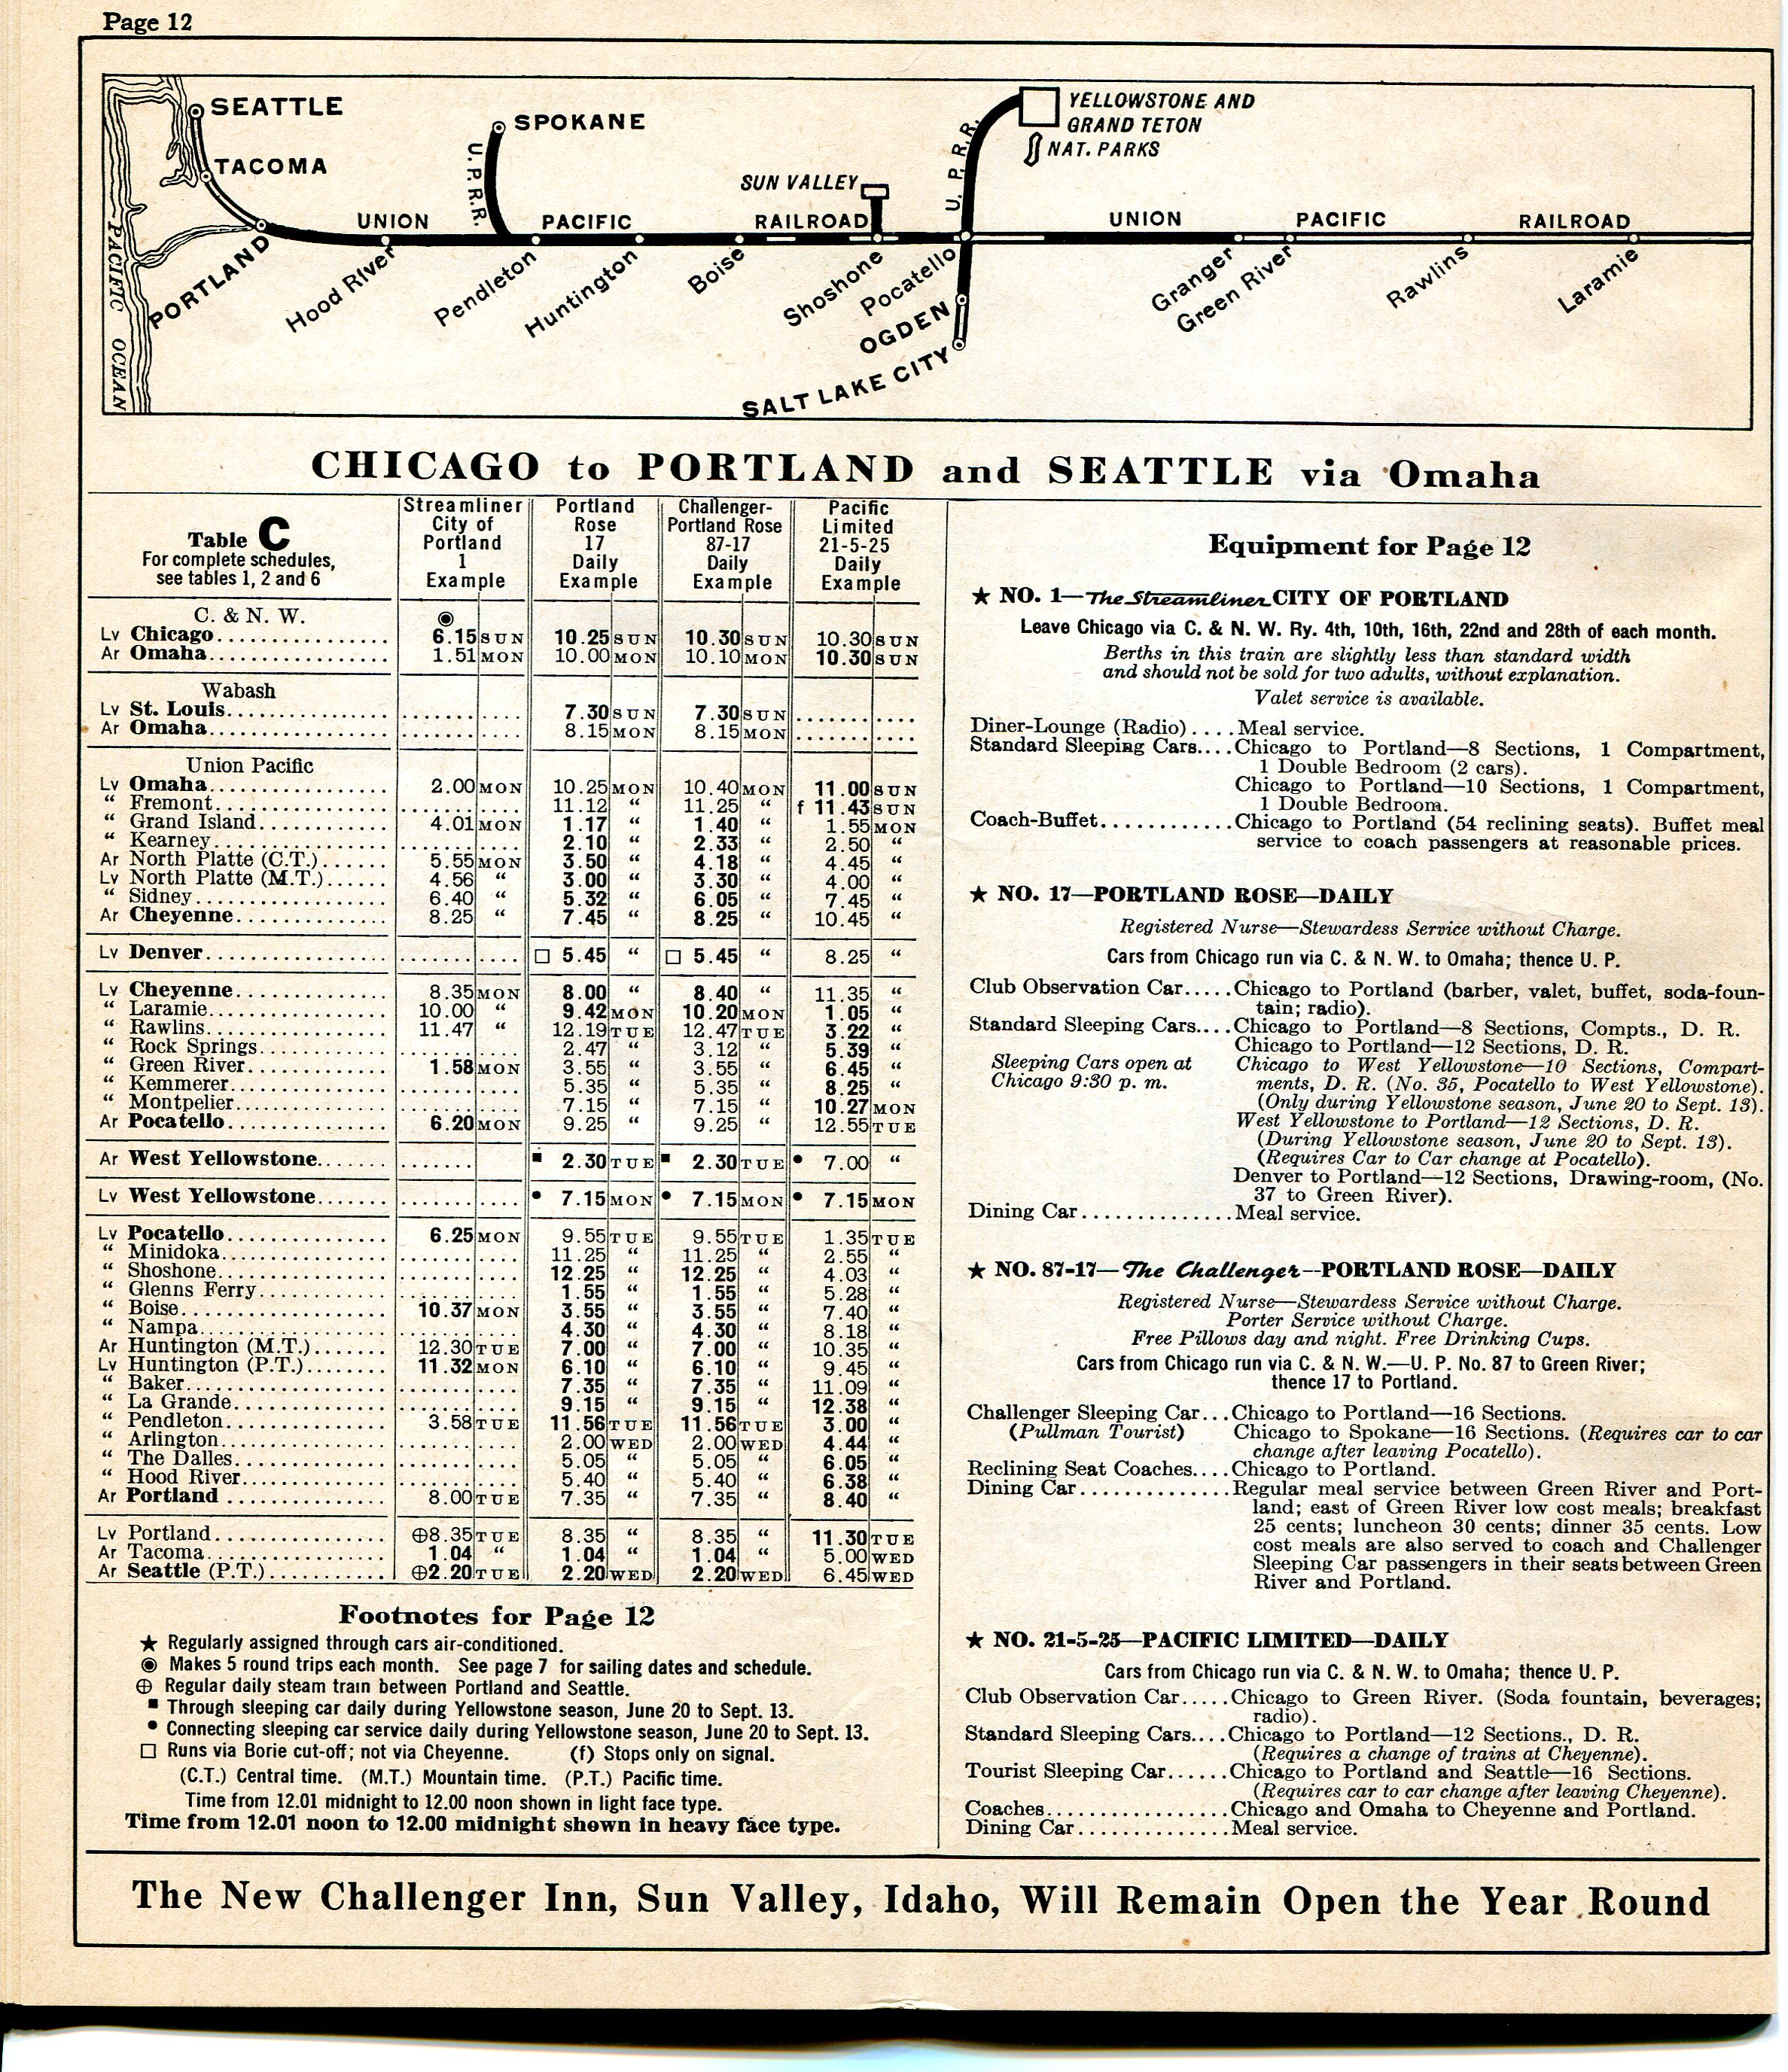 Page 12
SEATTLE
TACOMA
SPOKANE
U. P. R. R.
YELLOWSTONE AND
GRAND TETON
NAT. PARKS
U. P. R. R.
SUN VALLEY
UNION PACIFIC RAILROAD UNION PACIFIC RAILROAD
PACIFIC OCEAN
PORTLAND
Hood River
Pendleton
Huntington
Boise
Shoshone
Pocatello
OGDEN
SALT LAKE CITY
Granger
Green River
Rawlins
Laramie
CHICAGO to PORTLAND and SEATTLE via Omaha
Table C
For complete schedules,
see tables 1, 2 and 6
Streamliner
City of
Portland
1
Example
Portland
Rose
17
Daily
Example
Challenger-
Portland Rose
87-17
Daily
Example
Pacific
Limited
21-5-25
Daily
Example
C. & N. W. ◉
Lv Chicago 6.15 SUN 10.25 SUN 10.30 SUN 10.30 SUN
Ar Omaha 1.51 MON 10.00 MON 10.10 MON 10.30 SUN
Wabash
Lv St. Louis 7.30 SUN 7.30 SUN
Ar Omaha 8.15 MON 8.15 MON
Union Pacific
Lv Omaha 2.00 MON 10.25 MON 10.40 MON 11.00 SUN
“ Fremont 11.12 “ 11.25 “ f 11.43 SUN
“ Grand Island 4.01 MON 1.17 “ 1.40 “ 1.55 MON
“ Kearney 2.10 “ 2.33 “ 2.50 “
Ar North Platte (C.T.) 5.55 MON 3.50 “ 4.18 “ 4.45 “
Lv North Platte (M.T.) 4.56 “ 3.00 “ 3.30 “ 4.00 “
“ Sidney 6.40 “ 5.32 “ 6.05 “ 7.45 “
Ar Cheyenne 8.25 “ 7.45 “ 8.25 “ 10.45 “
Lv Denver □ 5.45 “ □ 5.45 “ 8.25 “
Lv Cheyenne 8.35 MON 8.00 “ 8.40 “ 11.35 “
“ Laramie 10.00 “ 9.42 MON 10.20 MON 1.05 “
“ Rawlins 11.47 “ 12.19 TUE 12.47 TUE 3.22 “
“ Rock Springs 2.47 “ 3.12 “ 5.39 “
“ Green River 1.58 MON 3.55 “ 3.55 “ 6.45 “
“ Kemmerer 5.35 “ 5.35 “ 8.25 “
“ Montpelier 7.15 “ 7.15 “ 10.27 MON
Ar Pocatello 6.20 MON 9.25 “ 9.25 “ 12.55 TUE
Ar West Yellowstone ■ 2.30 TUE ■ 2.30 TUE ● 7.00 “
Lv West Yellowstone ● 7.15 MON ● 7.15 MON ● 7.15 MON
Lv Pocatello 6.25 MON 9.55 TUE 9.55 TUE 1.35 TUE
“ Minidoka 11.25 “ 11.25 “ 2.55 “
“ Shoshone 12.25 “ 12.25 “ 4.03 “
“ Glenns Ferry 1.55 “ 1.55 “ 5.28 “
“ Boise 10.37 MON 3.55 “ 3.55 “ 7.40 “
“ Nampa 4.30 “ 4.30 “ 8.18 “
Ar Huntington (M.T.) 12.30 TUE 7.00 “ 7.00 “ 10.35 “
Lv Huntington (P.T.) 11.32 MON 6.10 “ 6.10 “ 9.45 “
“ Baker 7.35 “ 7.35 “ 11.09 “
“ La Grande 9.15 “ 9.15 “ 12.38 “
“ Pendleton 3.58 TUE 11.56 TUE 11.56 TUE 3.00 “
“ Arlington 2.00 WED 2.00 WED 4.44 “
“ The Dalles 5.05 “ 5.05 “ 6.05 “
“ Hood River 5.40 “ 5.40 “ 6.38 “
Ar Portland 8.00 TUE 7.35 “ 7.35 “ 8.40 “
Lv Portland ⊕8.35 TUE 8.35 “ 8.35 “ 11.30 TUE
Ar Tacoma 1.04 “ 1.04 “ 1.04 “ 5.00 WED
Ar Seattle (P.T.) ⊕2.20 TUE 2.20 WED 2.20 WED 6.45 WED
Footnotes for Page 12
★ Regularly assigned through cars air-conditioned.
◉ Makes 5 round trips each month. See page 7 for sailing dates and schedule.
⊕ Regular daily steam train between Portland and Seattle.
■ Through sleeping car daily during Yellowstone season, June 20 to Sept. 13.
● Connecting sleeping car service daily during Yellowstone season, June 20 to Sept. 13.
□ Runs via Borie cut-off; not via Cheyenne. (f) Stops only on signal.
(C.T.) Central time. (M.T.) Mountain time. (P.T.) Pacific time.
Time from 12.01 midnight to 12.00 noon shown in light face type.
Time from 12.01 noon to 12.00 midnight shown in heavy face type.
Equipment for Page 12
★ NO. 1—The Streamliner CITY OF PORTLAND
Leave Chicago via C. & N. W. Ry. 4th, 10th, 16th, 22nd and 28th of each month.
Berths in this train are slightly less than standard width
and should not be sold for two adults, without explanation.
Valet service is available.
Diner-Lounge (Radio)....Meal service.
Standard Sleeping Cars....Chicago to Portland—8 Sections, 1 Compartment,
1 Double Bedroom (2 cars).
Chicago to Portland—10 Sections, 1 Compartment,
1 Double Bedroom.
Coach-Buffet............Chicago to Portland (54 reclining seats). Buffet meal
service to coach passengers at reasonable prices.
★ NO. 17—PORTLAND ROSE—DAILY
Registered Nurse—Stewardess Service without Charge.
Cars from Chicago run via C. & N. W. to Omaha; thence U. P.
Club Observation Car.....Chicago to Portland (barber, valet, buffet, soda-foun-
tain; radio).
Standard Sleeping Cars....Chicago to Portland—8 Sections, Compts., D. R.
Chicago to Portland—12 Sections, D. R.
Sleeping Cars open at
Chicago 9:30 p. m.
Chicago to West Yellowstone—10 Sections, Compart-
ments, D. R. (No. 35, Pocatello to West Yellowstone).
(Only during Yellowstone season, June 20 to Sept. 13).
West Yellowstone to Portland—12 Sections, D. R.
(During Yellowstone season, June 20 to Sept. 13).
(Requires Car to Car change at Pocatello).
Denver to Portland—12 Sections, Drawing-room, (No.
37 to Green River).
Dining Car..............Meal service.
★ NO. 87-17—The Challenger--PORTLAND ROSE—DAILY
Registered Nurse—Stewardess Service without Charge.
Porter Service without Charge.
Free Pillows day and night. Free Drinking Cups.
Cars from Chicago run via C. & N. W.—U. P. No. 87 to Green River;
thence 17 to Portland.
Challenger Sleeping Car...Chicago to Portland—16 Sections.
(Pullman Tourist) Chicago to Spokane—16 Sections. (Requires car to car
change after leaving Pocatello).
Reclining Seat Coaches....Chicago to Portland.
Dining Car..............Regular meal service between Green River and Port-
land; east of Green River low cost meals; breakfast
25 cents; luncheon 30 cents; dinner 35 cents. Low
cost meals are also served to coach and Challenger
Sleeping Car passengers in their seats between Green
River and Portland.
★ NO. 21-5-25—PACIFIC LIMITED—DAILY
Cars from Chicago run via C. & N. W. to Omaha; thence U. P.
Club Observation Car.....Chicago to Green River. (Soda fountain, beverages;
radio).
Standard Sleeping Cars....Chicago to Portland—12 Sections., D. R.
(Requires a change of trains at Cheyenne).
Tourist Sleeping Car......Chicago to Portland and Seattle—16 Sections.
(Requires car to car change after leaving Cheyenne).
Coaches.................Chicago and Omaha to Cheyenne and Portland.
Dining Car..............Meal service.
The New Challenger Inn, Sun Valley, Idaho, Will Remain Open the Year Round